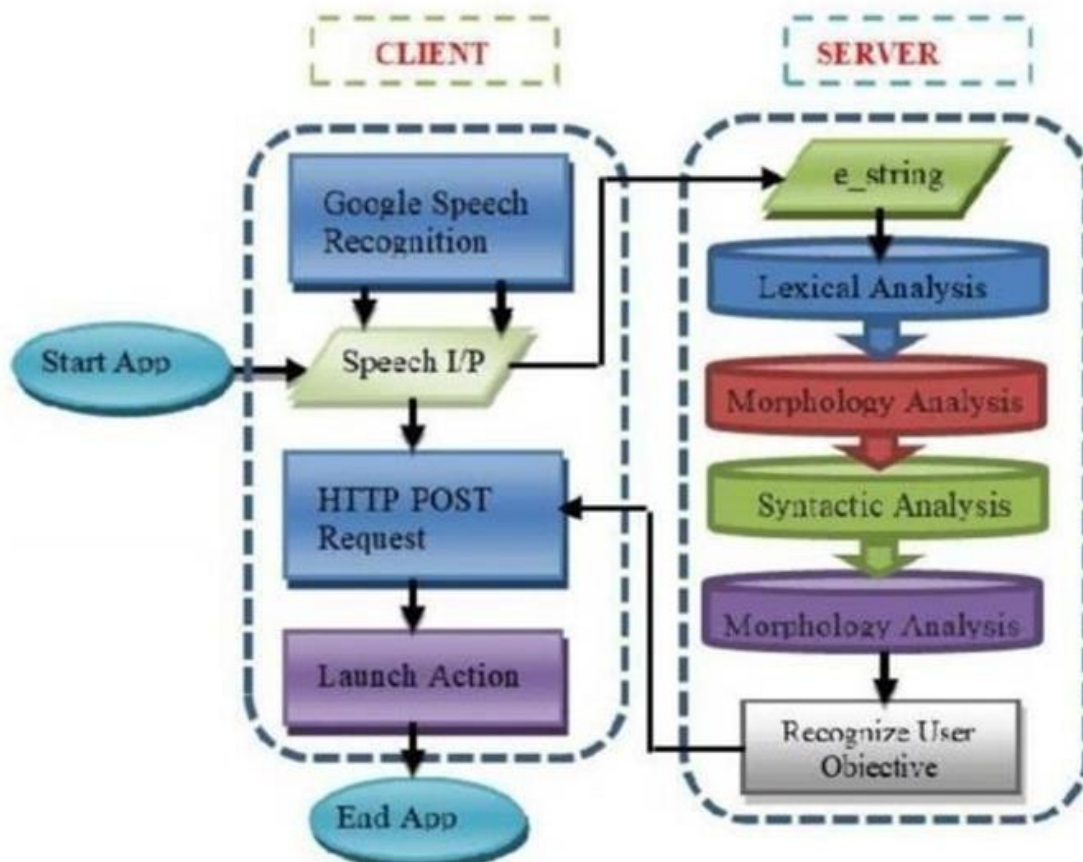 CLIENT
SERVER
Google Speech
Recognition
e_string
Lexical Analysis
Start App
Speech I/P
Morphology Analysis
HTTP POST
Request
Syntactic Analysis
Morphology Analysis
Launch Action
Recognize User
Objective
End App